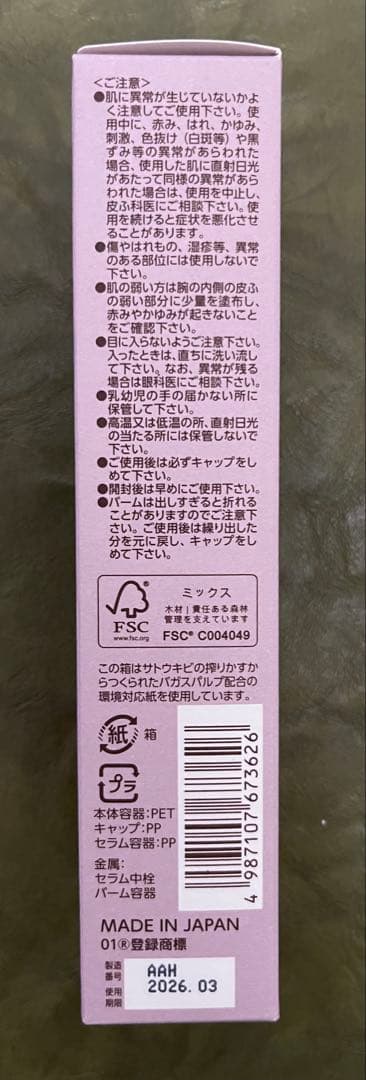 <ご注意>
●肌に異常が生じていないかよ
く注意してご使用下さい。使
用中に、赤み、はれ、かゆみ、
刺激、色抜け(白斑等)や黒
ずみ等の異常があらわれた
場合、使用した肌に直射日光
があたって同様の異常があら
われた場合は、使用を中止し、
皮ふ科医にご相談下さい。使
用を続けると症状を悪化させ
ることがあります。
●傷やはれもの、湿疹等、異常
のある部位には使用しないで
下さい。
●肌の弱い方は腕の内側の皮ふ
の弱い部分に少量を塗布し、
赤みやかゆみが起きないこと
をご確認下さい。
●目に入らないようご注意下さい。
入ったときは、直ちに洗い流し
て下さい。なお、異常が残る
場合は眼科医にご相談下さい。
●乳幼児の手の届かない所に
保管して下さい。
●高温又は低温の所、直射日光
の当たる所には保管しないで
下さい。
●ご使用後は必ずキャップをし
めて下さい。
●開封後は早めにご使用下さい。
●バームは出しすぎると折れる
ことがありますのでご注意下
さい。ご使用後は繰り出した
分を元に戻し、キャップをし
めて下さい。
FSC
www.fsc.org
ミックス
木材|責任ある森林
管理を支えています
FSC® C004049
この箱はサトウキビの搾りかすか
らつくられたバガスパルプ配合の
環境対応紙を使用しています。
紙 箱
プラ
本体容器:PET
キャップ:PP
セラム容器:PP
金属:
セラム中栓
バーム容器
4 987107 673626
MADE IN JAPAN
01®登録商標
製造
番号
AAH
使用
期限
2026.03